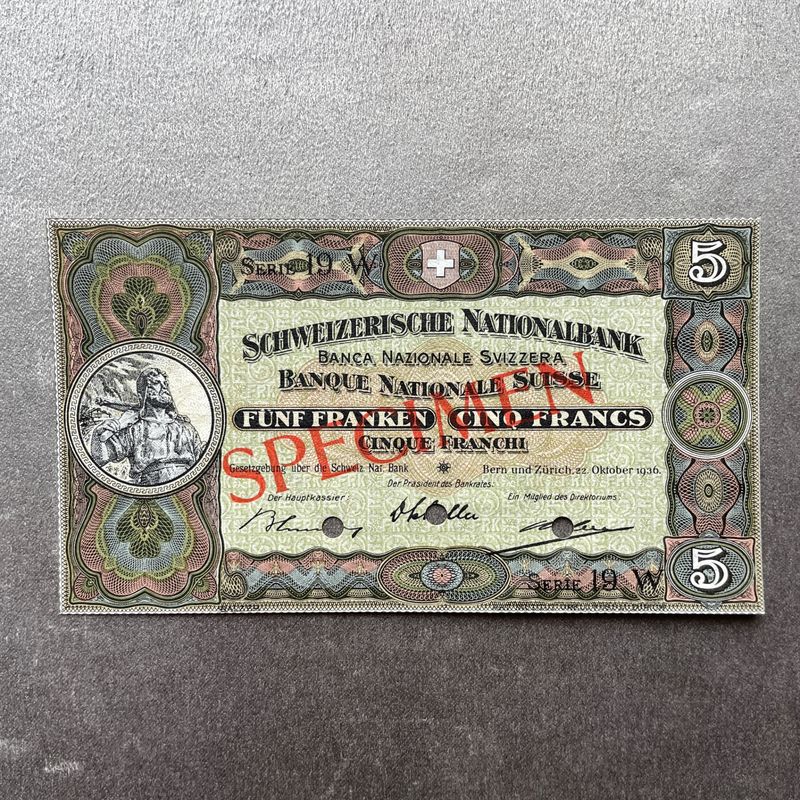 SERIE 19 W
5
SCHWEIZERISCHE NATIONALBANK
BANCA NAZIONALE SVIZZERA
BANQUE NATIONALE SUISSE
FÜNF FRANKEN CINQ FRANCS
CINQUE FRANCHI
SPECIMEN
Gesetzgebung über die Schweiz. Nat. Bank
Bern und Zürich, 22. Oktober 1936.
Der Präsident des Bankrates.
Der Hauptkassier:
Ein Mitglied des Direktoriums:
SERIE 19 W
5
BALZER